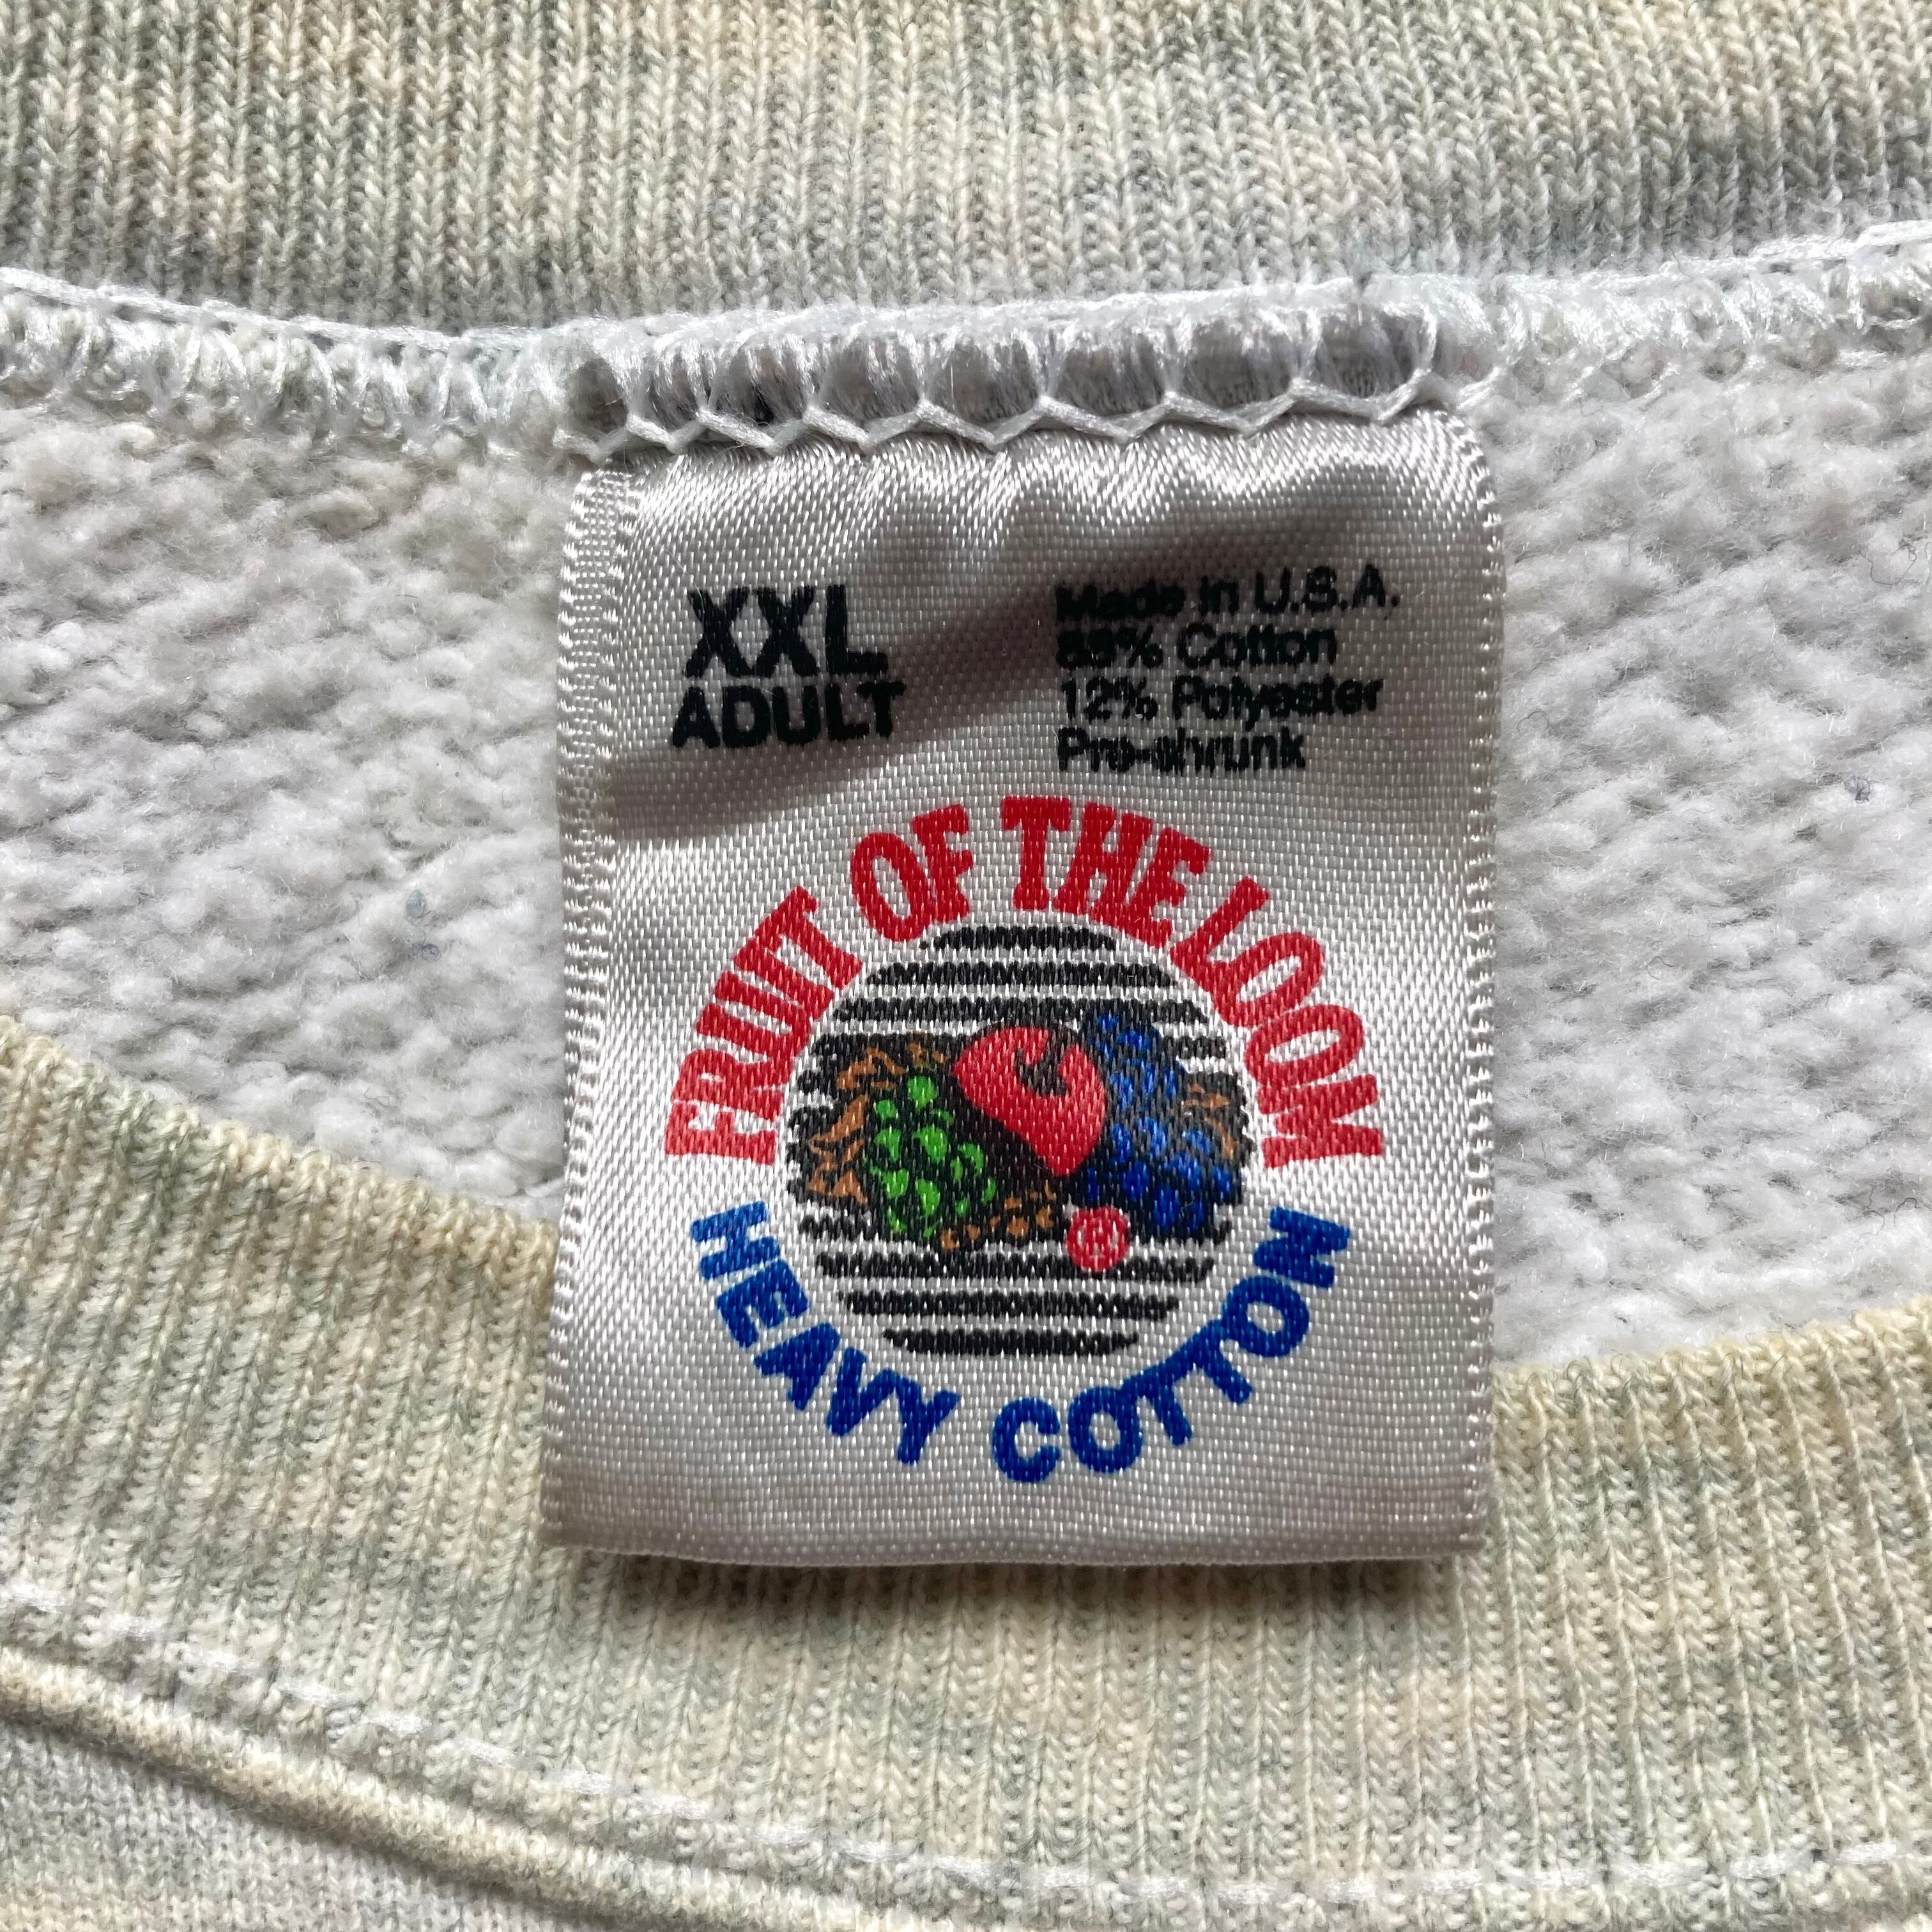 XXL
ADULT
Made in U.S.A.
88% Cotton
12% Polyester
Pre-shrunk
FRUIT OF THE LOOM
®
HEAVY COTTON